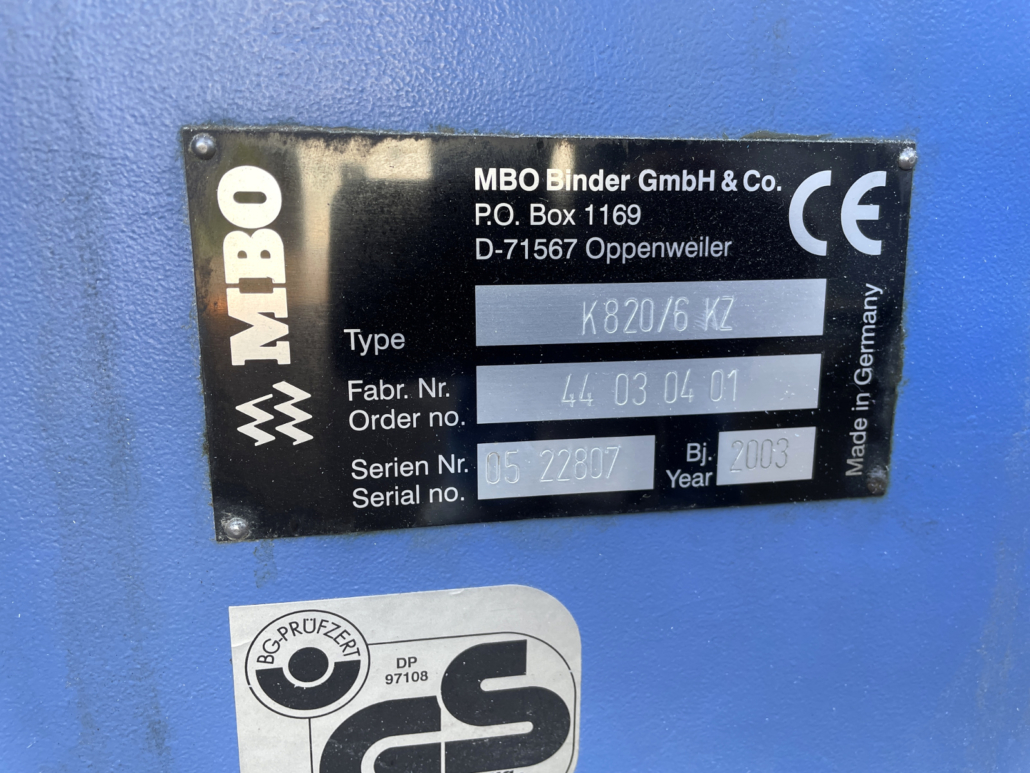 MBO
MBO Binder GmbH & Co.
P.O. Box 1169
D-71567 Oppenweiler
CE
Type
K820/6 KZ
Fabr. Nr.
Order no.
44 03 04 01
Serien Nr.
Serial no.
05 22807
Bj.
Year
2003
Made in Germany
BG-PRÜFZERT
DP
97108
GS